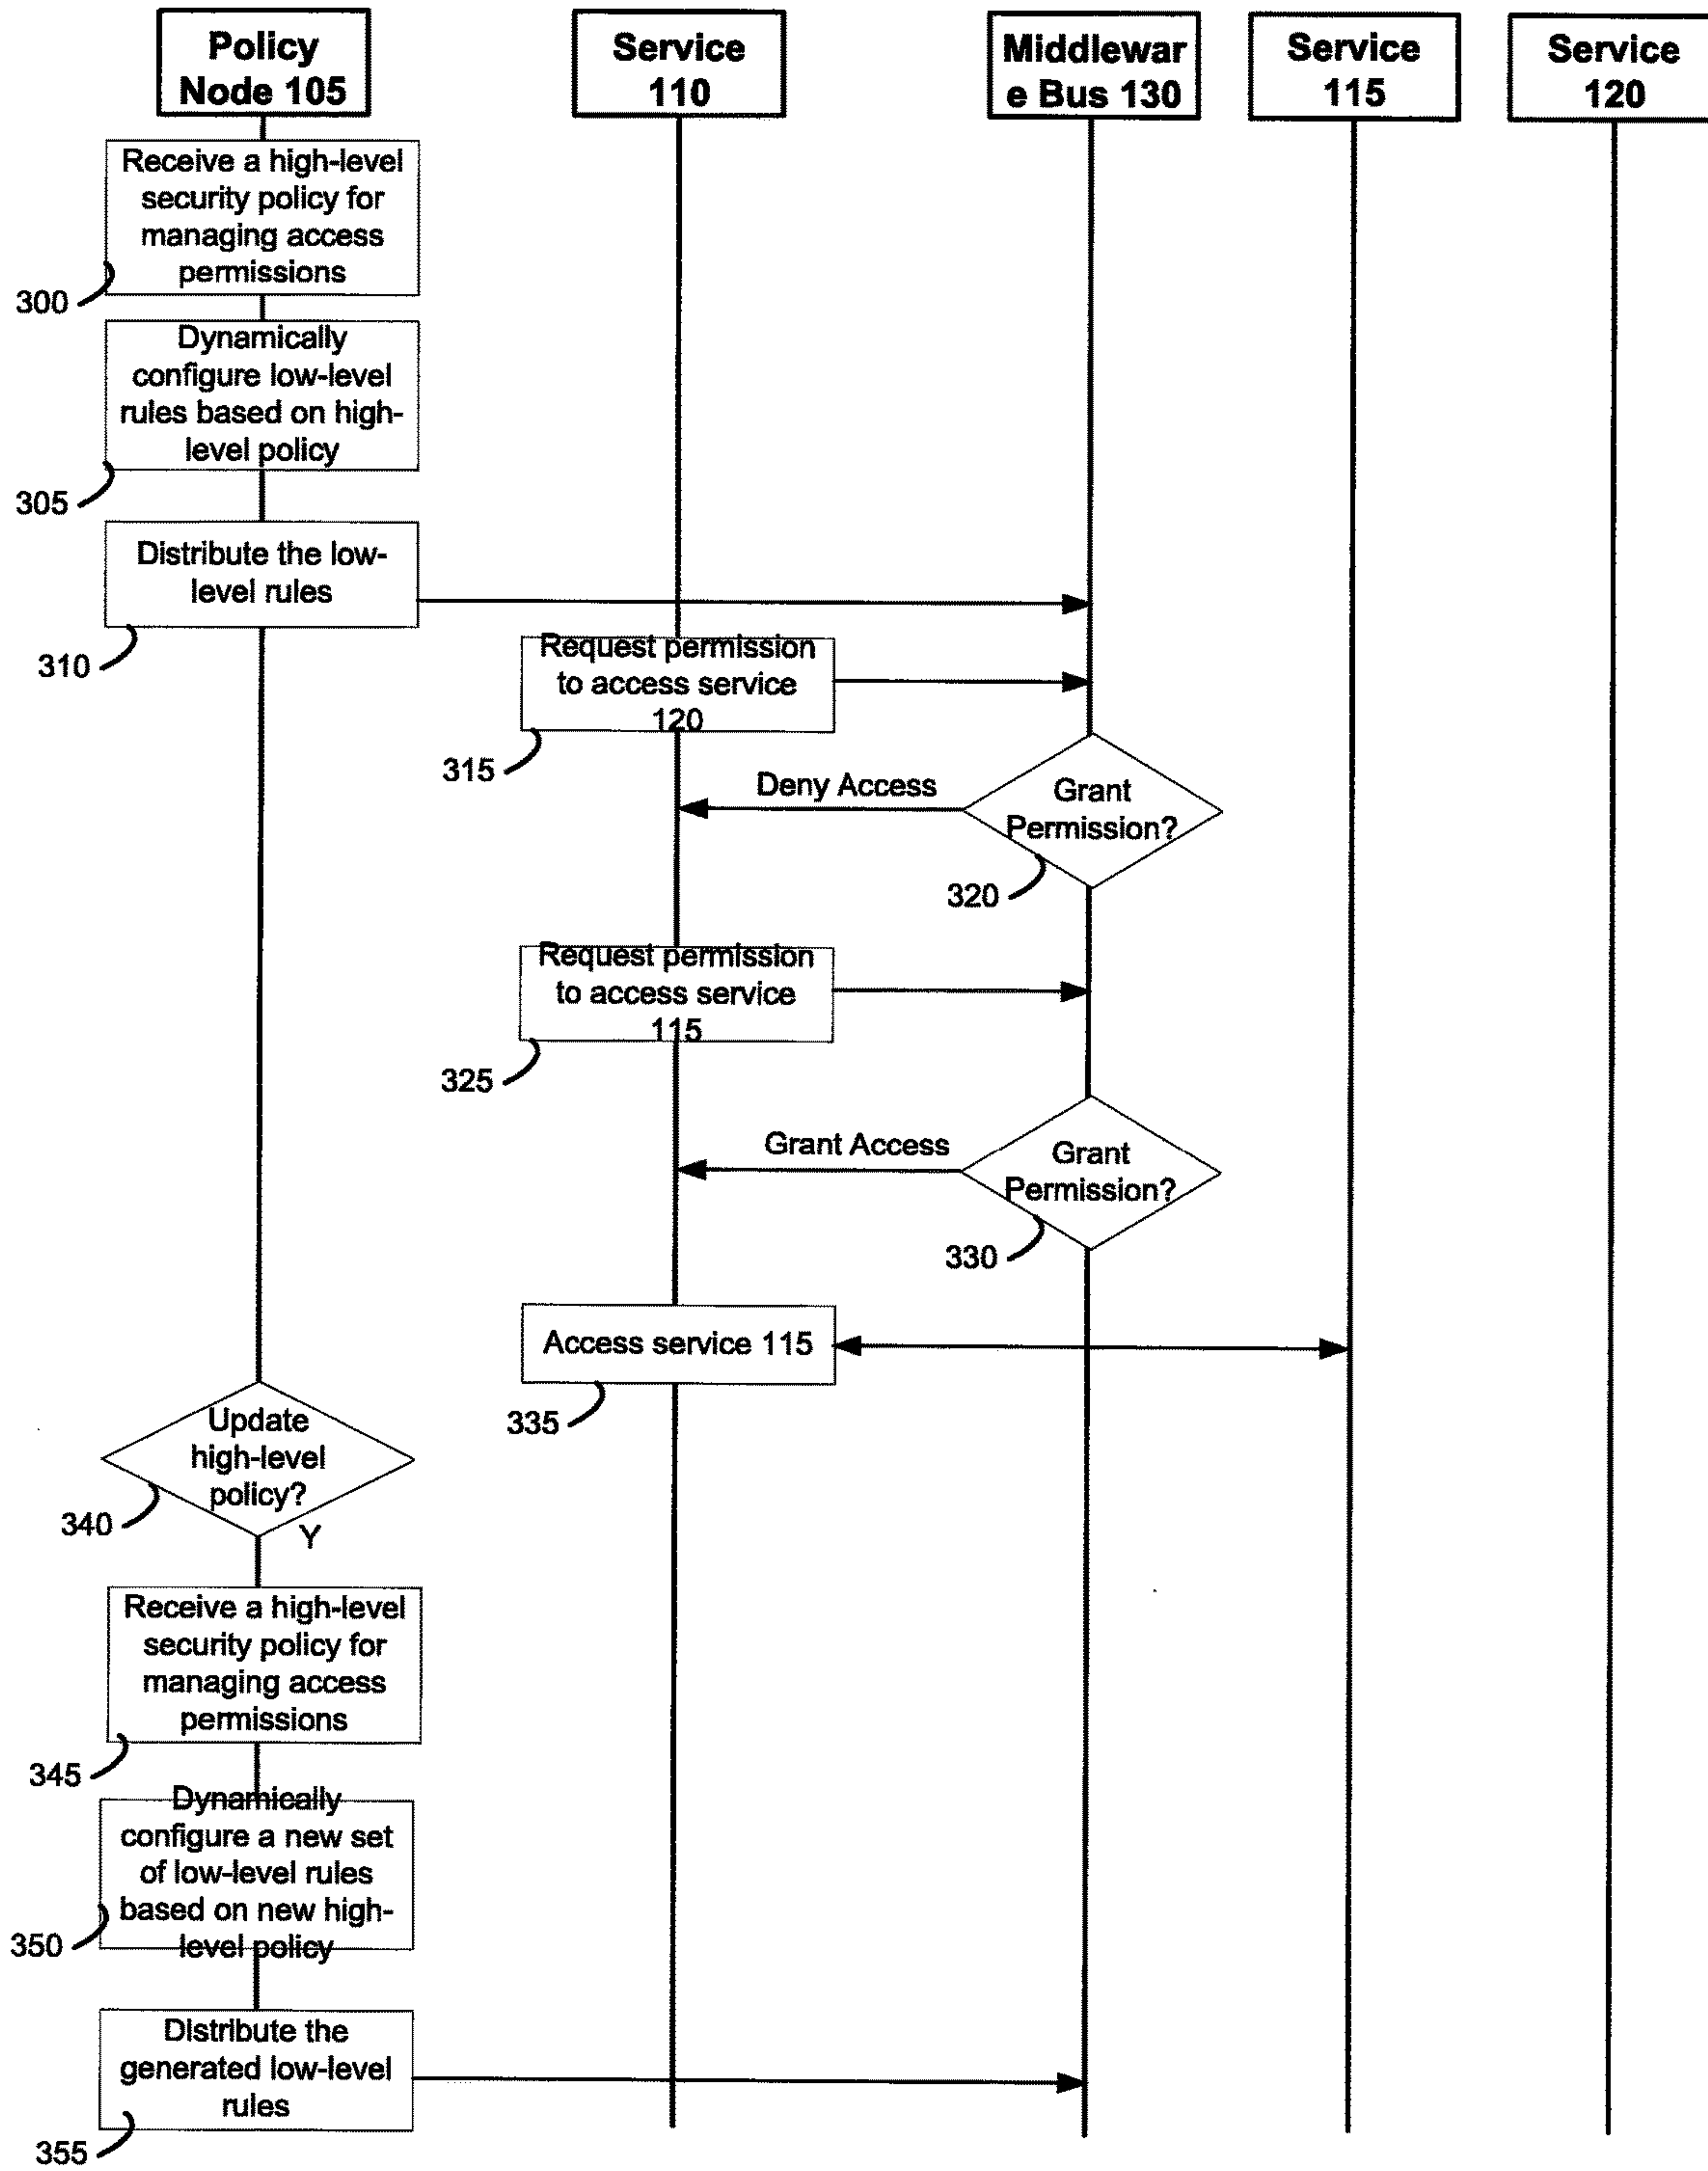 Policy
Node 105
Service
110
Middlewar
e Bus 130
Service
115
Service
120
Receive a high-level
security policy for
managing access
permissions
300
Dynamically
configure low-level
rules based on high-
level policy
305
Distribute the low-
level rules
310
Request permission
to access service
120
315
Deny Access
Grant
Permission?
320
Request permission
to access service
115
325
Grant Access
Grant
Permission?
330
Access service 115
335
Update
high-level
policy?
340
Y
Receive a high-level
security policy for
managing access
permissions
345
Dynamically
configure a new set
of low-level rules
based on new high-
level policy
350
Distribute the
generated low-level
rules
355